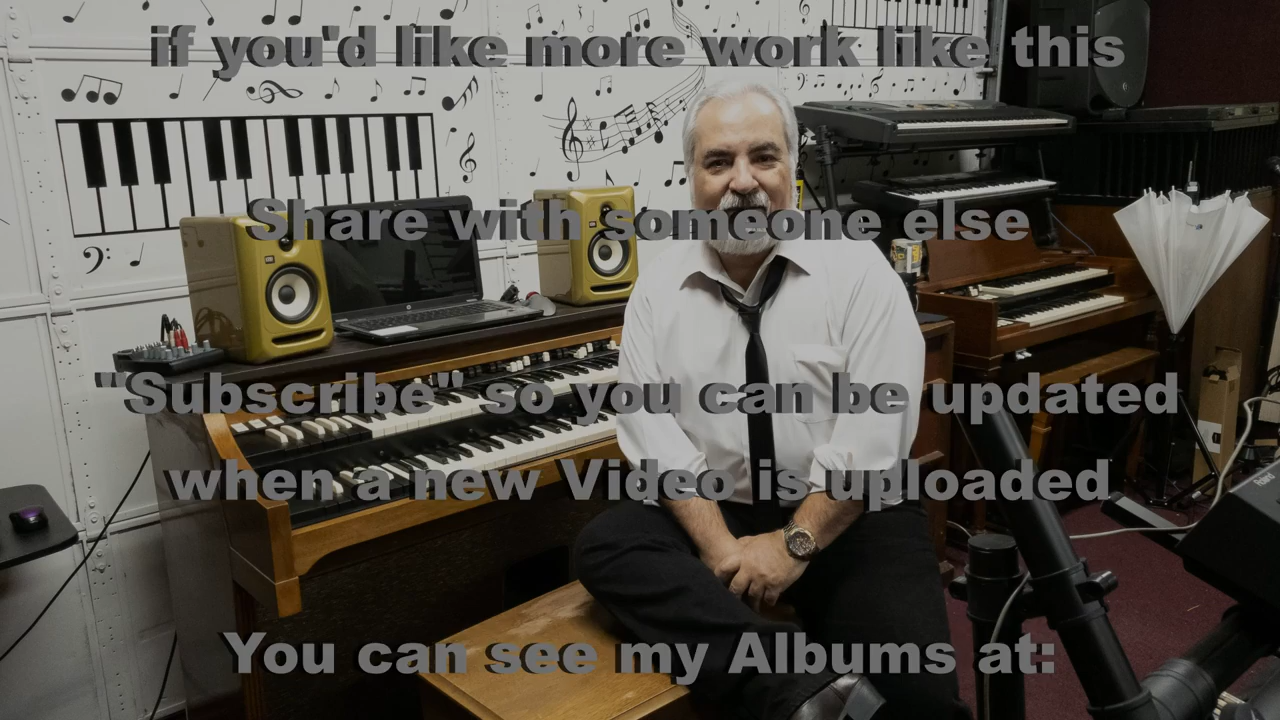 if you'd like more work like this
Share with someone else
"Subscribe" so you can be updated
when a new Video is uploaded
You can see my Albums at: